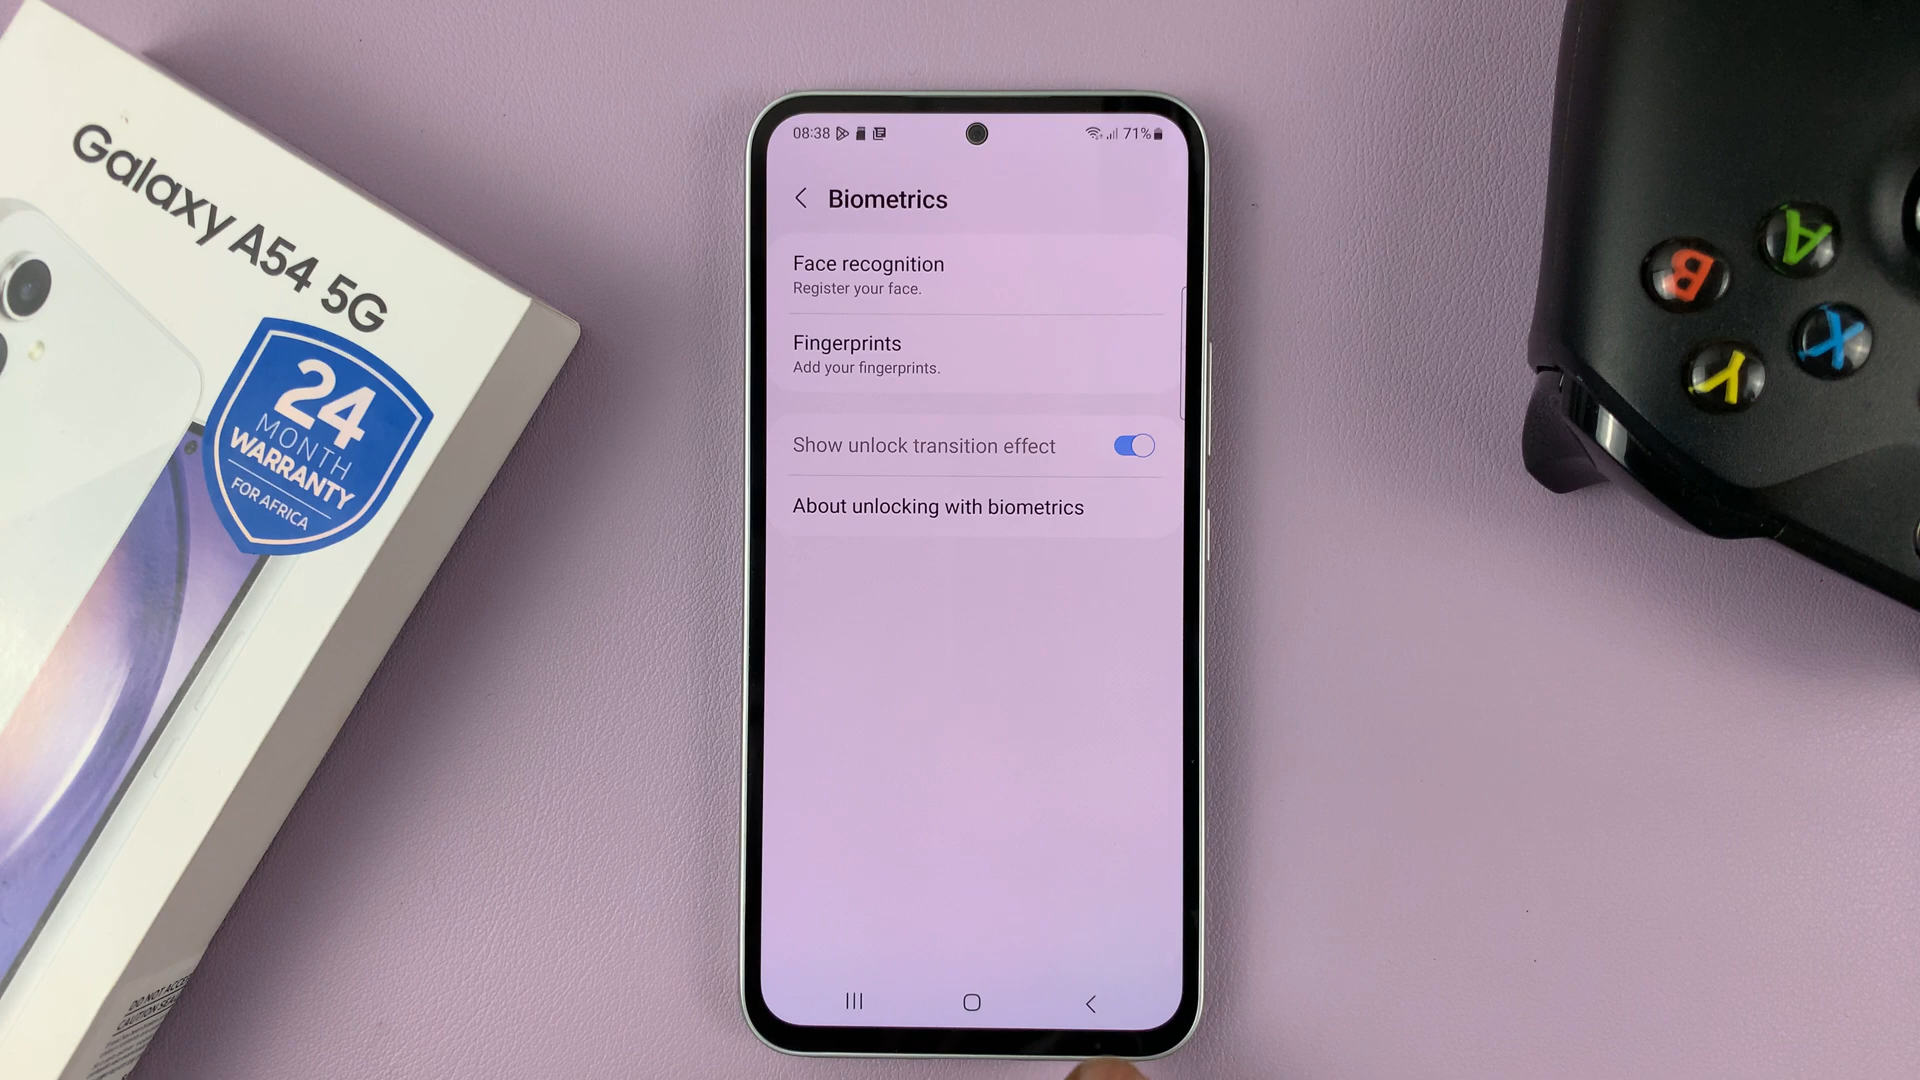 Galaxy A54 5G
24
MONTH
WARRANTY
FOR AFRICA
08:38
71%
Biometrics
Face recognition
Register your face.
Fingerprints
Add your fingerprints.
Show unlock transition effect
About unlocking with biometrics
A
B
X
Y